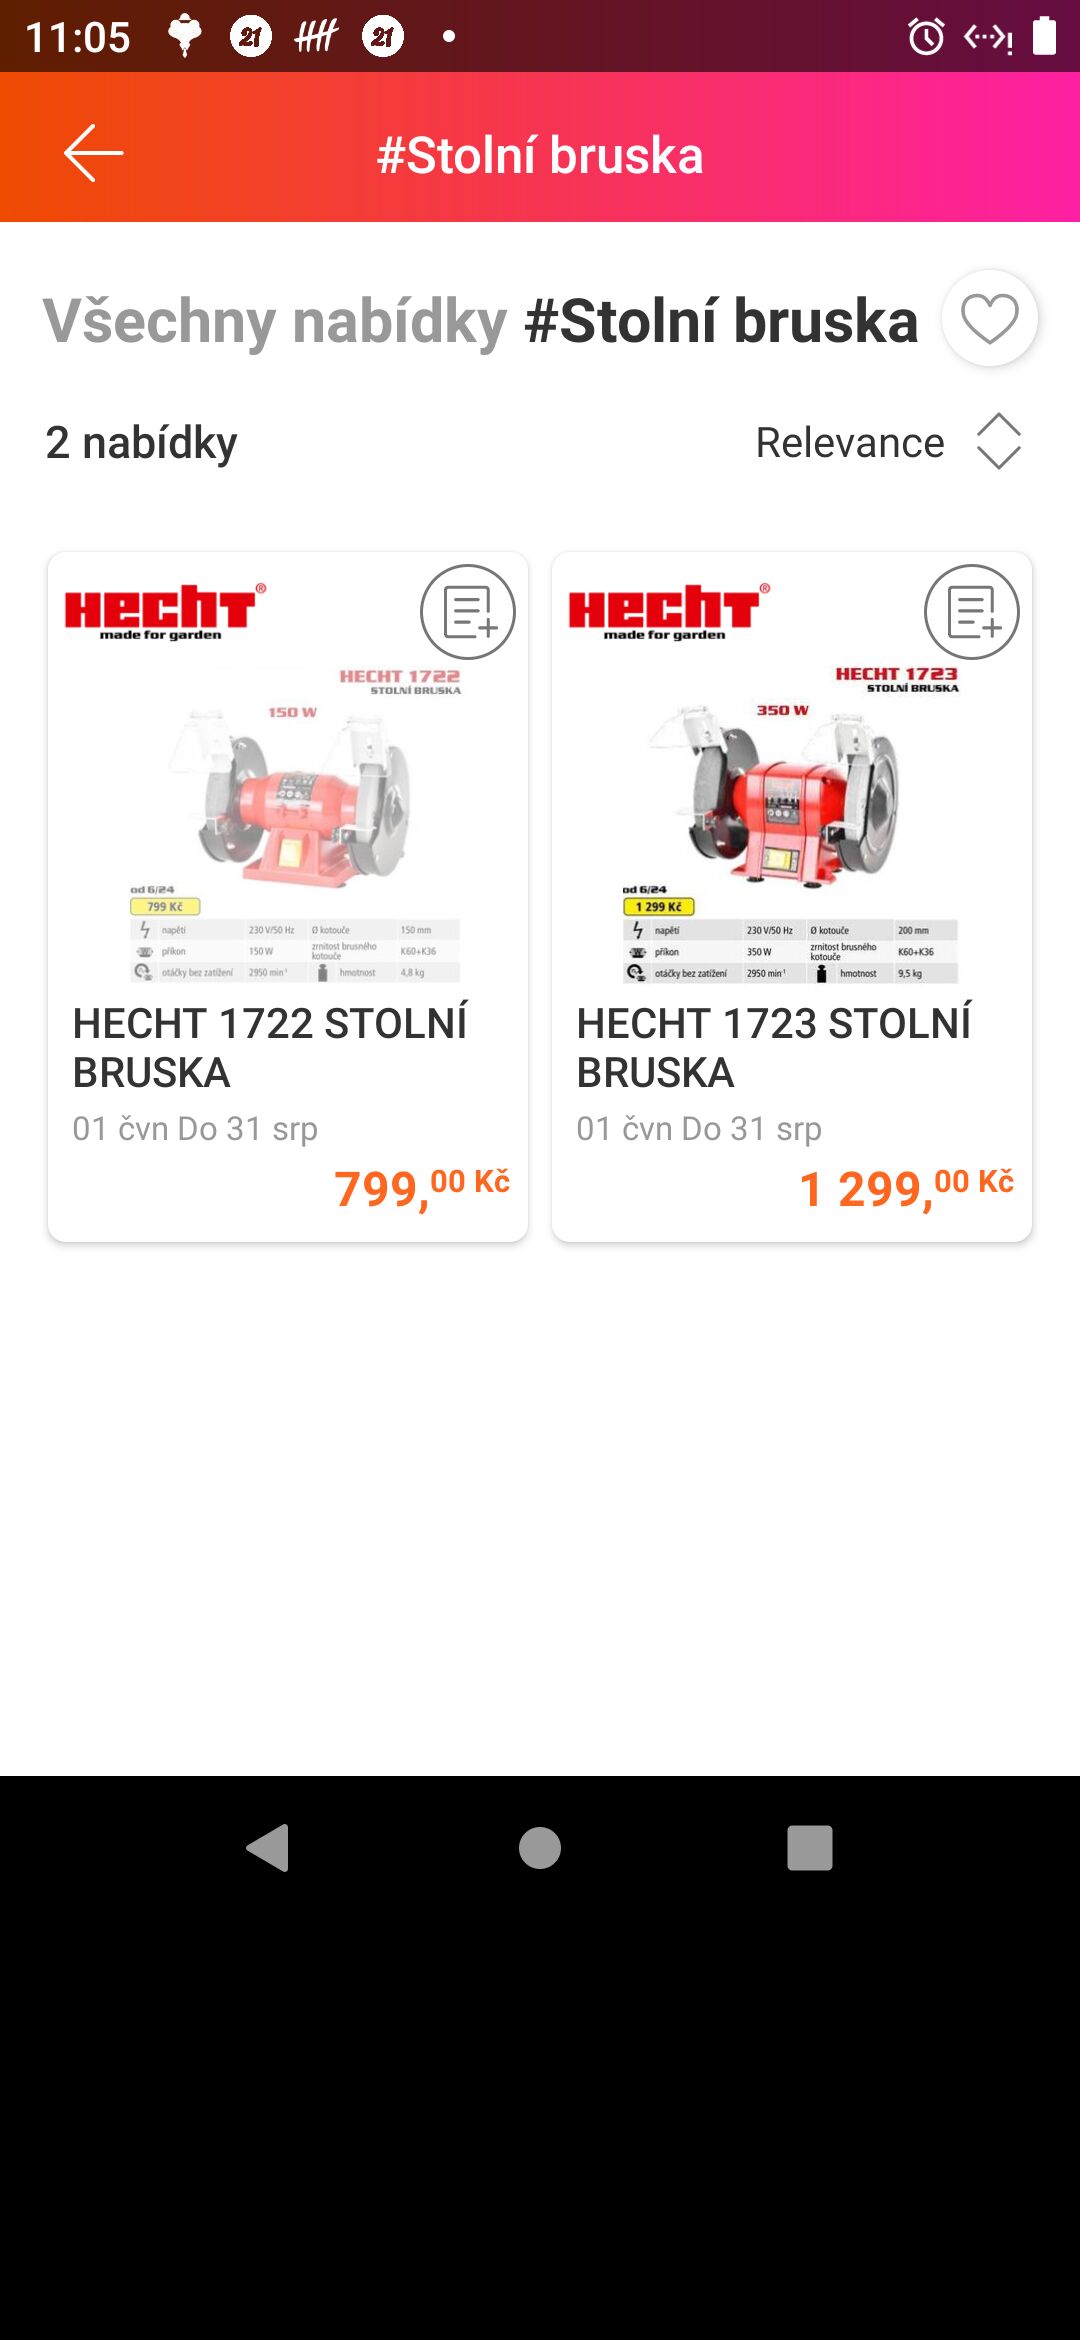 11:05
21
21
#Stolní bruska
Všechny nabídky #Stolní bruska
2 nabídky
Relevance
HECHT®
made for garden
HECHT 1722
STOLNÍ BRUSKA
150 W
od 6/24
799 Kč
napětí 230 V/50 Hz Ø kotouče 150 mm
příkon 150 W zrnitost brusného kotouče K60+K36
otáčky bez zatížení 2950 min-1 hmotnost 4,8 kg
HECHT 1722 STOLNÍ
BRUSKA
01 čvn Do 31 srp
799,00 Kč
HECHT®
made for garden
HECHT 1723
STOLNÍ BRUSKA
350 W
od 6/24
1 299 Kč
napětí 230 V/50 Hz Ø kotouče 200 mm
příkon 350 W zrnitost brusného kotouče K60+K36
otáčky bez zatížení 2950 min-1 hmotnost 9,5 kg
HECHT 1723 STOLNÍ
BRUSKA
01 čvn Do 31 srp
1 299,00 Kč